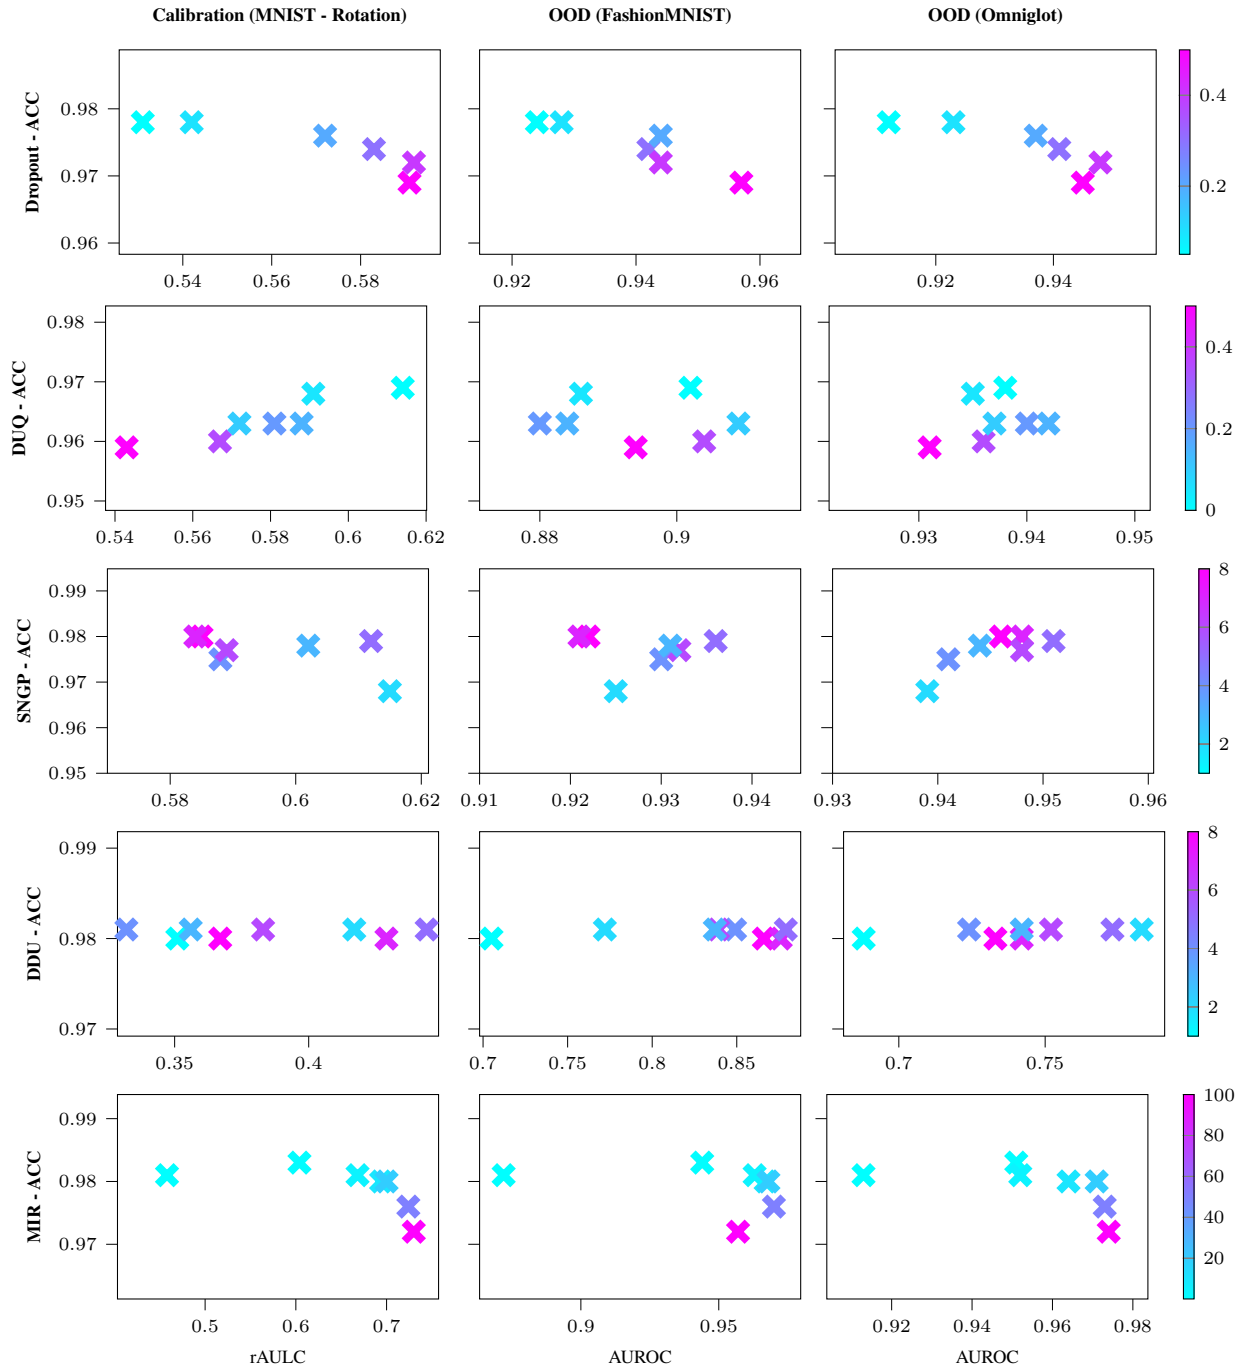 Calibration (MNIST - Rotation) OOD (FashionMNIST) OOD (Omniglot)
Dropout - ACC
0.98
0.97
0.96
0.54 0.56 0.58
0.92 0.94 0.96
0.92 0.94
0.4
0.2
DUQ - ACC
0.98
0.97
0.96
0.95
0.54 0.56 0.58 0.6 0.62
0.88 0.9
0.93 0.94 0.95
0.4
0.2
0
SNGP - ACC
0.99
0.98
0.97
0.96
0.95
0.58 0.6 0.62
0.91 0.92 0.93 0.94
0.93 0.94 0.95 0.96
8
6
4
2
DDU - ACC
0.99
0.98
0.97
0.35 0.4
0.7 0.75 0.8 0.85
0.7 0.75
8
6
4
2
MIR - ACC
0.99
0.98
0.97
0.5 0.6 0.7
0.9 0.95
0.92 0.94 0.96 0.98
100
80
60
40
20
rAULC AUROC AUROC